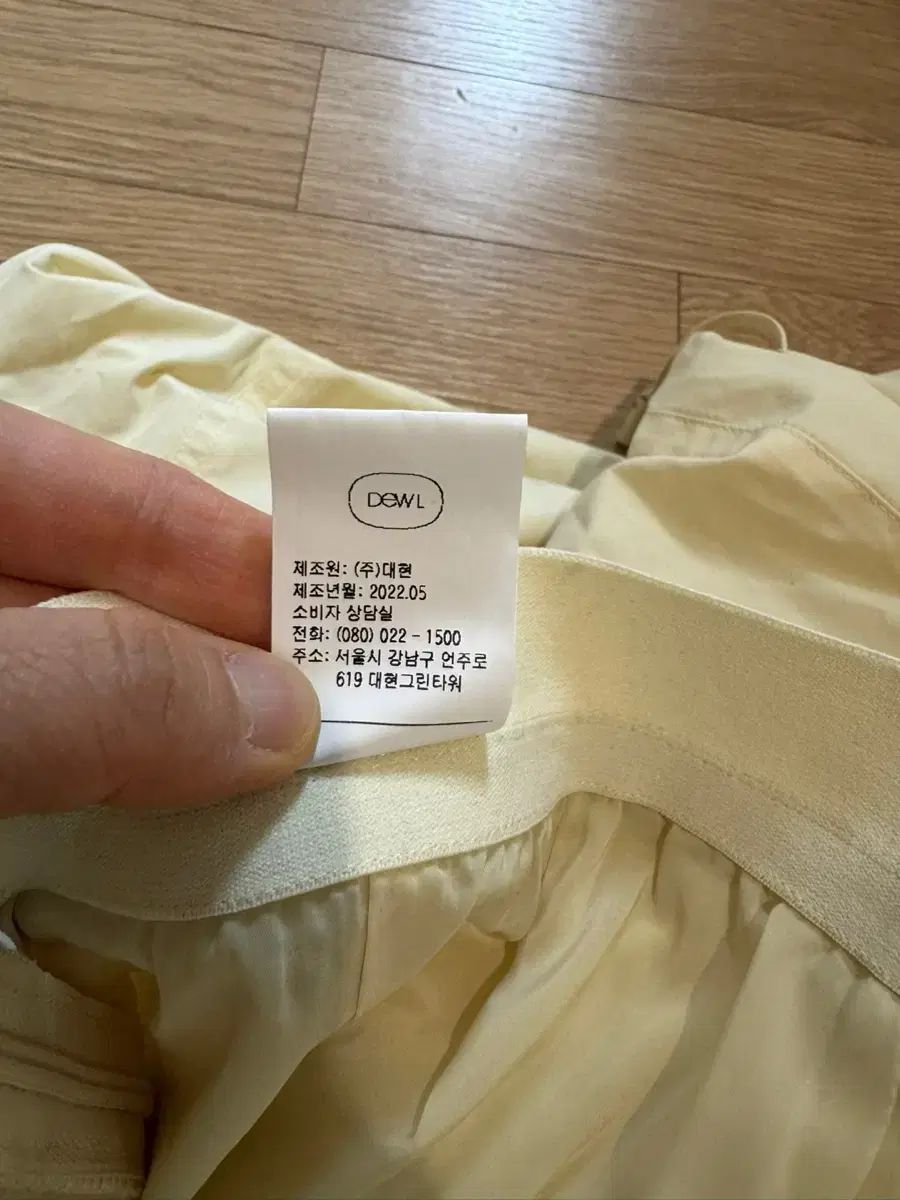 DEWL
제조원: (주)대현
제조년월: 2022.05
소비자 상담실
전화: (080) 022 - 1500
주소: 서울시 강남구 언주로
619 대현그린타워